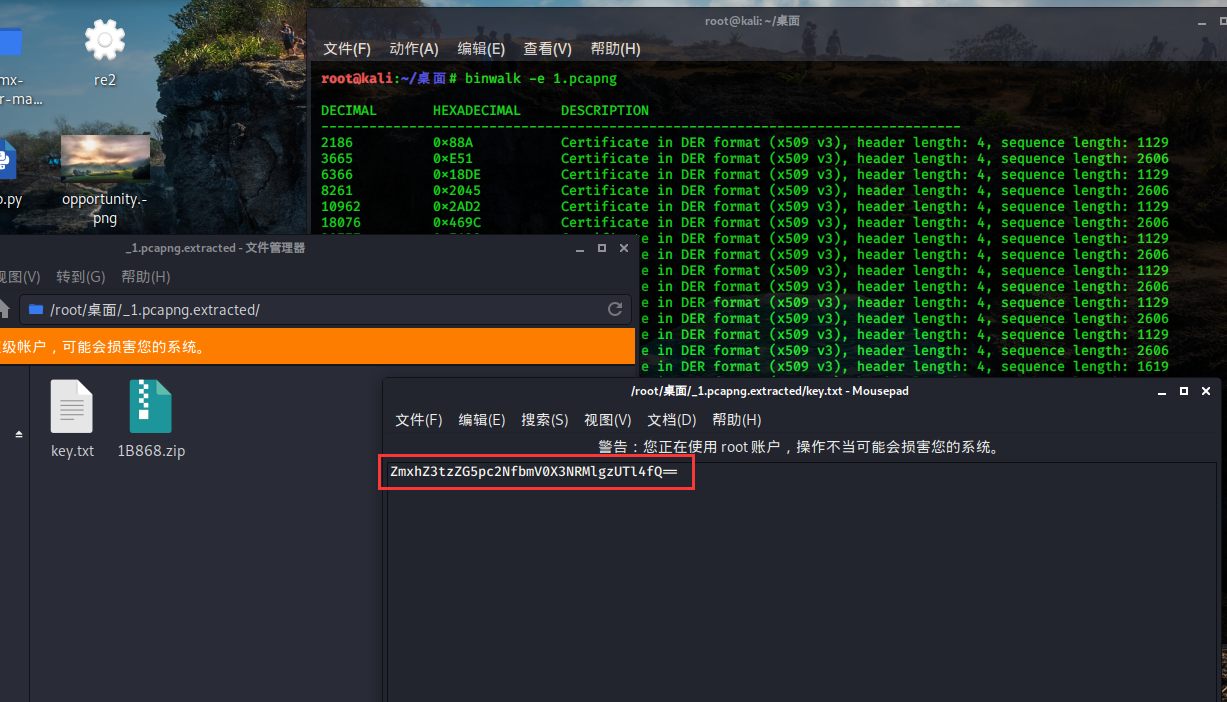 re2
opportunity.-
png
root@kali: ~/桌面
文件(F) 动作(A) 编辑(E) 查看(V) 帮助(H)
root@kali:~/桌面# binwalk -e 1.pcapng
DECIMAL HEXADECIMAL DESCRIPTION
--------------------------------------------------------------------------------
2186 0×88A Certificate in DER format (x509 v3), header length: 4, sequence length: 1129
3665 0×E51 Certificate in DER format (x509 v3), header length: 4, sequence length: 2606
6366 0×18DE Certificate in DER format (x509 v3), header length: 4, sequence length: 1129
8261 0×2045 Certificate in DER format (x509 v3), header length: 4, sequence length: 2606
10962 0×2AD2 Certificate in DER format (x509 v3), header length: 4, sequence length: 1129
18076 0×469C Certificate in DER format (x509 v3), header length: 4, sequence length: 2606
e in DER format (x509 v3), header length: 4, sequence length: 1129
e in DER format (x509 v3), header length: 4, sequence length: 2606
e in DER format (x509 v3), header length: 4, sequence length: 1129
e in DER format (x509 v3), header length: 4, sequence length: 2606
e in DER format (x509 v3), header length: 4, sequence length: 1129
e in DER format (x509 v3), header length: 4, sequence length: 2606
e in DER format (x509 v3), header length: 4, sequence length: 1129
e in DER format (x509 v3), header length: 4, sequence length: 2606
e in DER format (x509 v3), header length: 4, sequence length: 1619
mx-
r-ma...
.py
_1.pcapng.extracted - 文件管理器
视图(V) 转到(G) 帮助(H)
/root/桌面/_1.pcapng.extracted/
级帐户，可能会损害您的系统。
key.txt 1B868.zip
/root/桌面/_1.pcapng.extracted/key.txt - Mousepad
文件(F) 编辑(E) 搜索(S) 视图(V) 文档(D) 帮助(H)
警告：您正在使用 root 账户，操作不当可能会损害您的系统。
ZmxhZ3tzZG5pc2NfbmV0X3NRMlgzUTl4fQ==